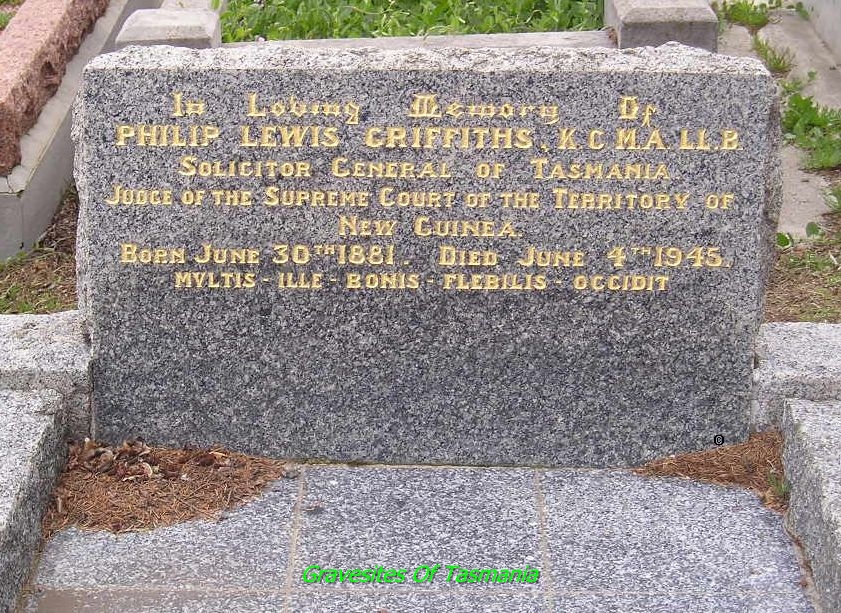 In Loving Memory Of
PHILIP LEWIS GRIFFITHS, K.C M.A. LL.B
SOLICITOR GENERAL OF TASMANIA.
JUDGE OF THE SUPREME COURT OF THE TERRITORY OF
NEW GUINEA.
BORN JUNE 30TH 1881. DIED JUNE 4TH 1945.
MVLTIS - ILLE - BONIS - FLEBILIS - OCCIDIT
Gravesites Of Tasmania